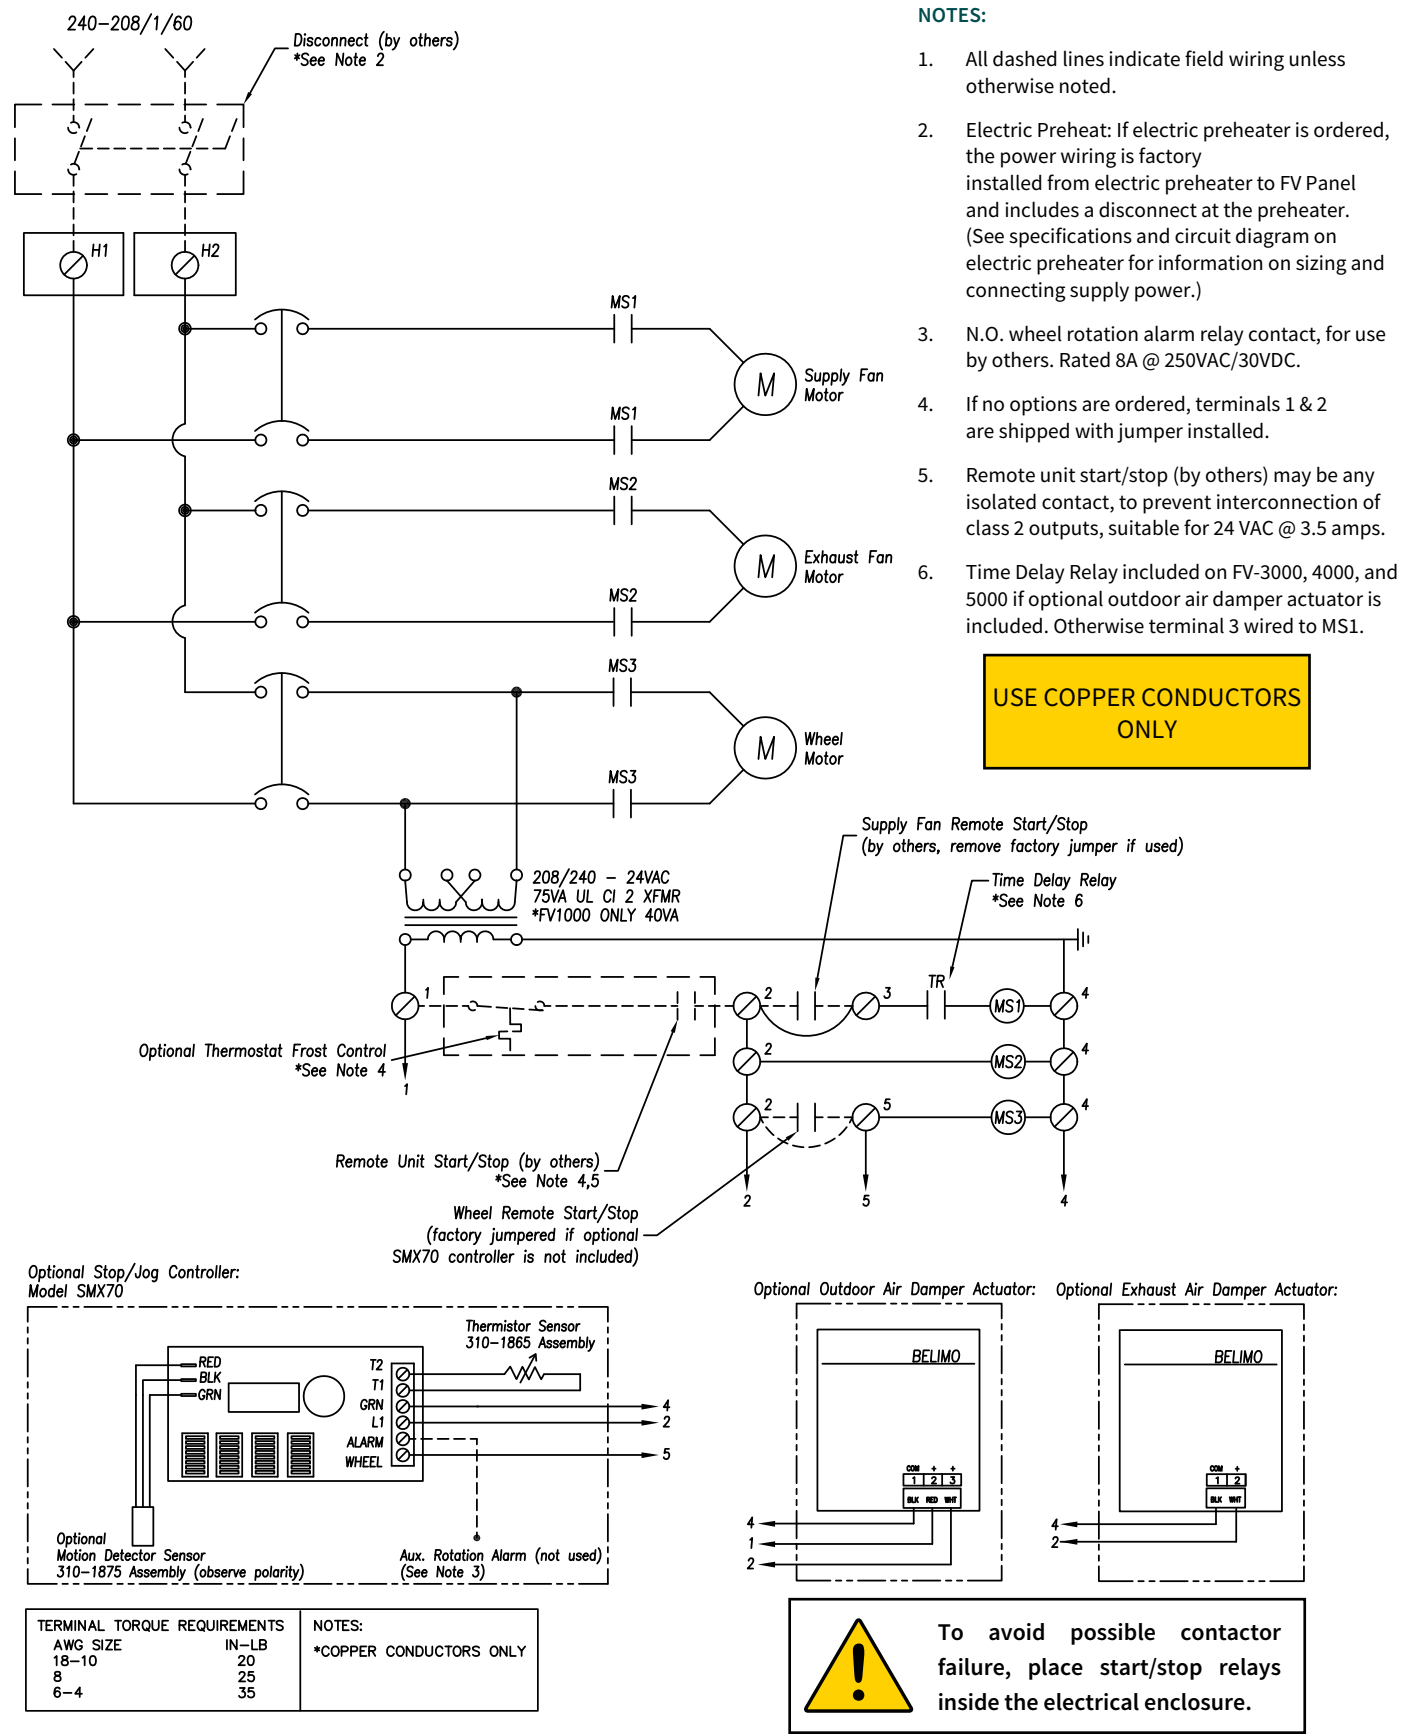 240-208/1/60
Disconnect (by others)
*See Note 2
H1
H2
MS1
MS1
M
Supply Fan
Motor
MS2
MS2
M
Exhaust Fan
Motor
MS3
MS3
M
Wheel
Motor
NOTES:
1. All dashed lines indicate field wiring unless
otherwise noted.
2. Electric Preheat: If electric preheater is ordered,
the power wiring is factory
installed from electric preheater to FV Panel
and includes a disconnect at the preheater.
(See specifications and circuit diagram on
electric preheater for information on sizing and
connecting supply power.)
3. N.O. wheel rotation alarm relay contact, for use
by others. Rated 8A @ 250VAC/30VDC.
4. If no options are ordered, terminals 1 & 2
are shipped with jumper installed.
5. Remote unit start/stop (by others) may be any
isolated contact, to prevent interconnection of
class 2 outputs, suitable for 24 VAC @ 3.5 amps.
6. Time Delay Relay included on FV-3000, 4000, and
5000 if optional outdoor air damper actuator is
included. Otherwise terminal 3 wired to MS1.
USE COPPER CONDUCTORS
ONLY
208/240 - 24VAC
75VA UL Cl 2 XFMR
*FV1000 ONLY 40VA
Supply Fan Remote Start/Stop
(by others, remove factory jumper if used)
Time Delay Relay
*See Note 6
1
2
3
TR
MS1
4
Optional Thermostat Frost Control
*See Note 4
1
2
MS2
4
2
5
MS3
4
Remote Unit Start/Stop (by others)
*See Note 4,5
2
5
4
Wheel Remote Start/Stop
(factory jumpered if optional
SMX70 controller is not included)
Optional Stop/Jog Controller:
Model SMX70
Thermistor Sensor
310-1865 Assembly
RED
BLK
GRN
T2
T1
GRN
L1
ALARM
WHEEL
4
2
5
Optional
Motion Detector Sensor
310-1875 Assembly (observe polarity)
Aux. Rotation Alarm (not used)
(See Note 3)
Optional Outdoor Air Damper Actuator:
BELIMO
COM + +
1 2 3
BLK RED WHT
4
1
2
Optional Exhaust Air Damper Actuator:
BELIMO
COM +
1 2
BLK WHT
4
2
TERMINAL TORQUE REQUIREMENTS
AWG SIZE IN-LB
18-10 20
8 25
6-4 35
NOTES:
*COPPER CONDUCTORS ONLY
To avoid possible contactor
failure, place start/stop relays
inside the electrical enclosure.